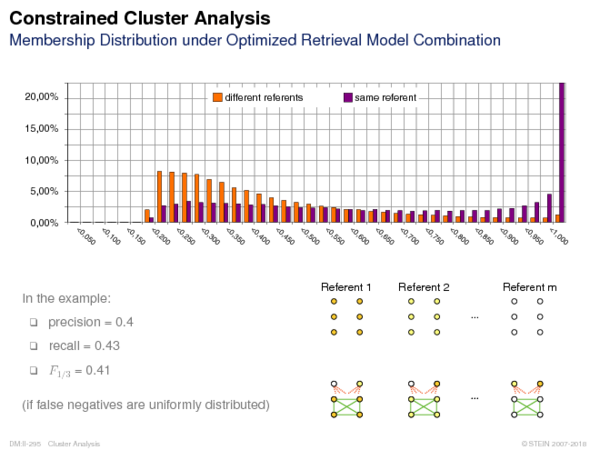 Constrained Cluster Analysis
Membership Distribution under Optimized Retrieval Model Combination
different referents
same referent
20,00%
15,00%
10,00%
5,00%
0,00%
<0,050
<0,100
<0,150
<0,200
<0,250
<0,300
<0,350
<0,400
<0,450
<0,500
<0,550
<0,600
<0,650
<0,700
<0,750
<0,800
<0,850
<0,900
<0,950
<1,000
Referent 1
Referent 2
Referent m
In the example:
❑ precision = 0.4
...
❑ recall = 0.43
❑ F1/3 = 0.41
...
(if false negatives are uniformly distributed)
DM:II-295 Cluster Analysis
© STEIN 2007-2018